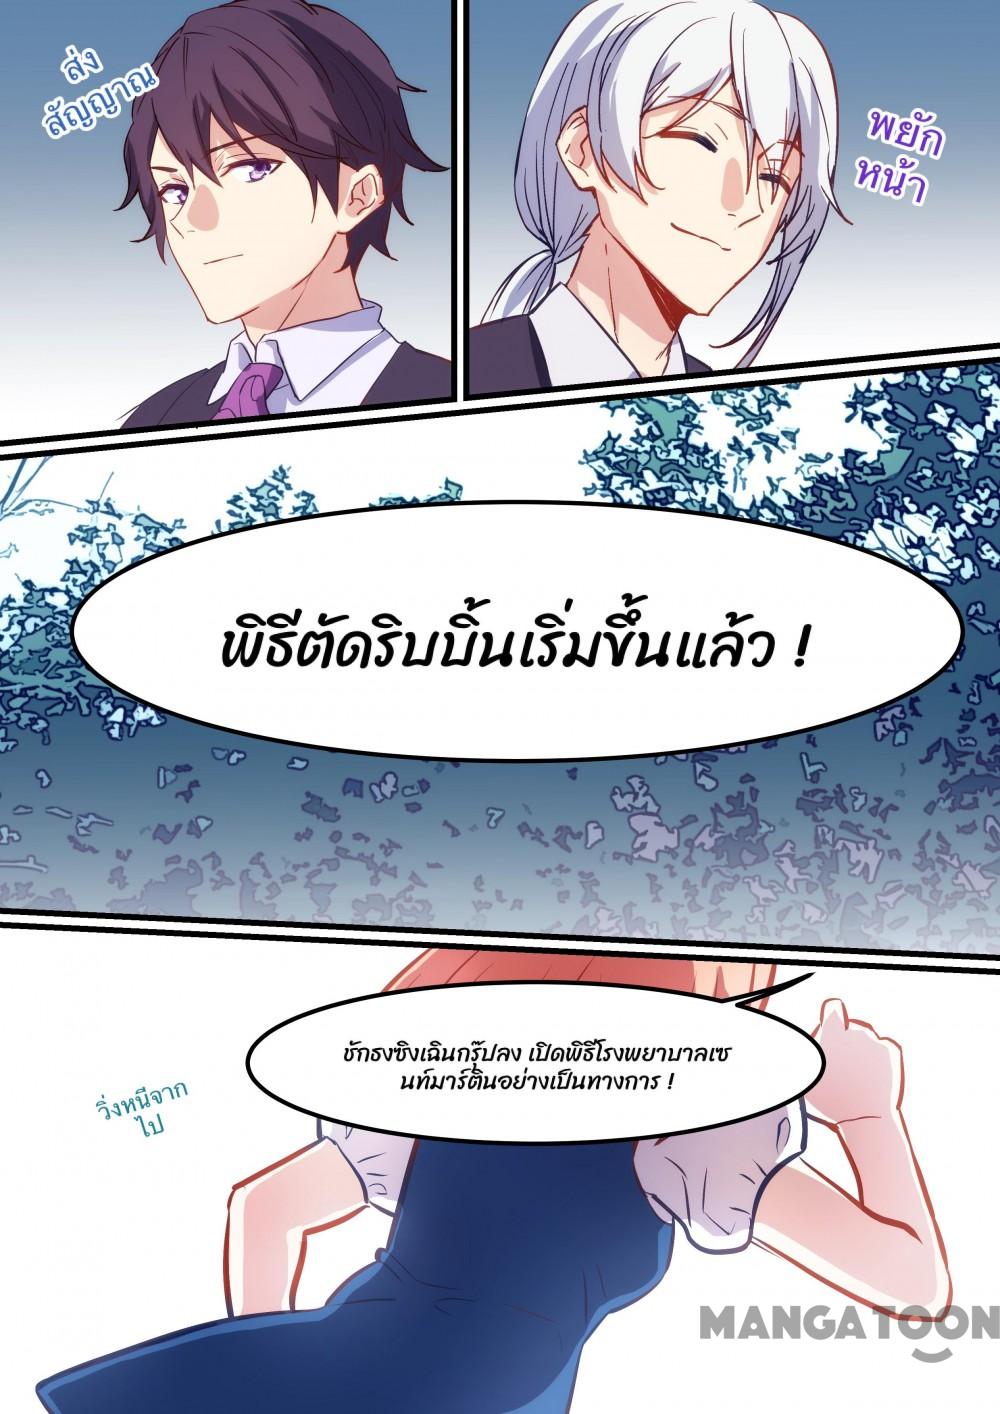 ส่ง
สัญญาณ
พยัก
หน้า
พิธีตัดริบบิ้นเริ่มขึ้นแล้ว !
ชักธงซิงเฉินกรุ๊ปลง เปิดพิธีโรงพยาบาลเซ
นท์มาร์ตินอย่างเป็นทางการ !
วิ่งหนีจาก
ไป
MANGATOON